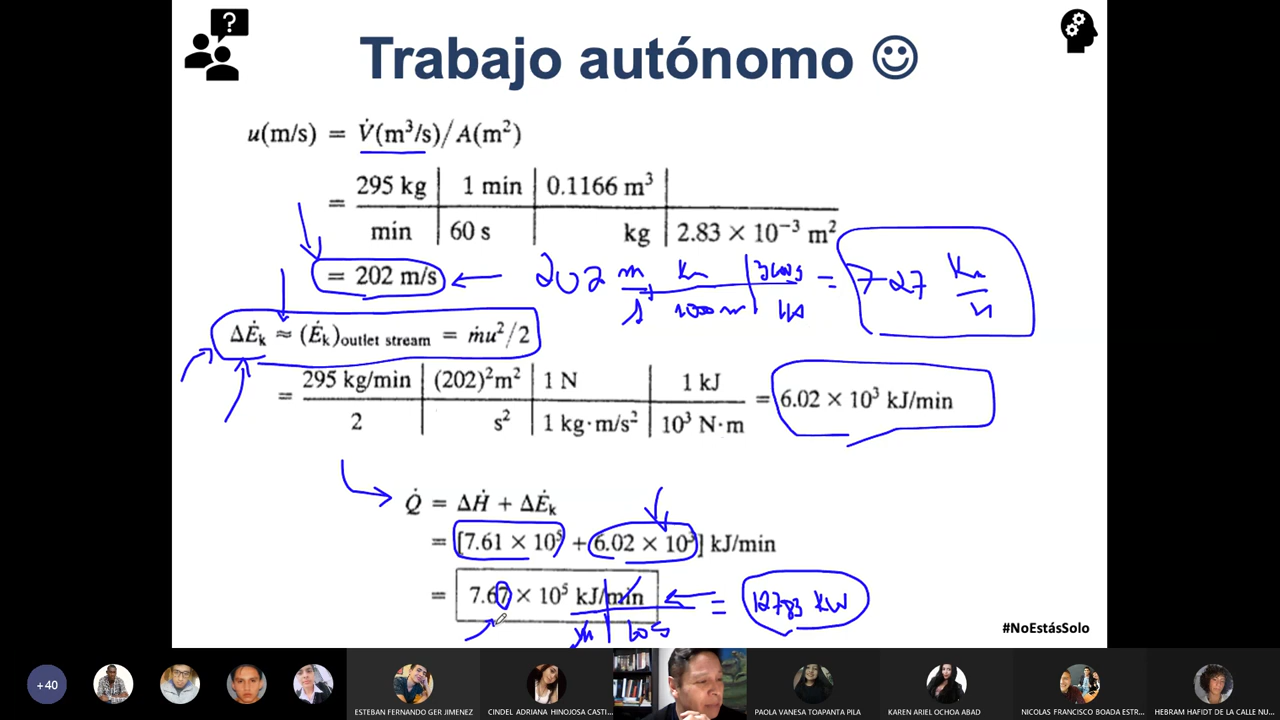 ?
Trabajo autónomo ☺
u(m/s) = V̇(m³/s)/A(m²)
= 295 kg | 1 min | 0.1166 m³ |
min | 60 s | kg | 2.83 × 10⁻³ m²
= 202 m/s ← 202 m/s | Km/1000 m | 3600 s/1 h = 727 Km/h
ΔĖk ≈ (Ėk)outlet stream = ṁu²/2
= 295 kg/min | (202)²m² | 1 N | 1 kJ = 6.02 × 10³ kJ/min
2 | s² | 1 kg·m/s² | 10³ N·m
Q̇ = ΔḢ + ΔĖk
= [7.61 × 10⁵ + 6.02 × 10³] kJ/min
= 7.67 × 10⁵ kJ/min ← = 12783 KW
60 s
#NoEstásSolo
+40
ESTEBAN FERNANDO GER JIMENEZ
CINDEL ADRIANA HINOJOSA CASTI...
PAOLA VANESA TOAPANTA PILA
KAREN ARIEL OCHOA ABAD
NICOLAS FRANCISCO BOADA ESTR...
HEBRAM HAFID DE LA CALLE NU...